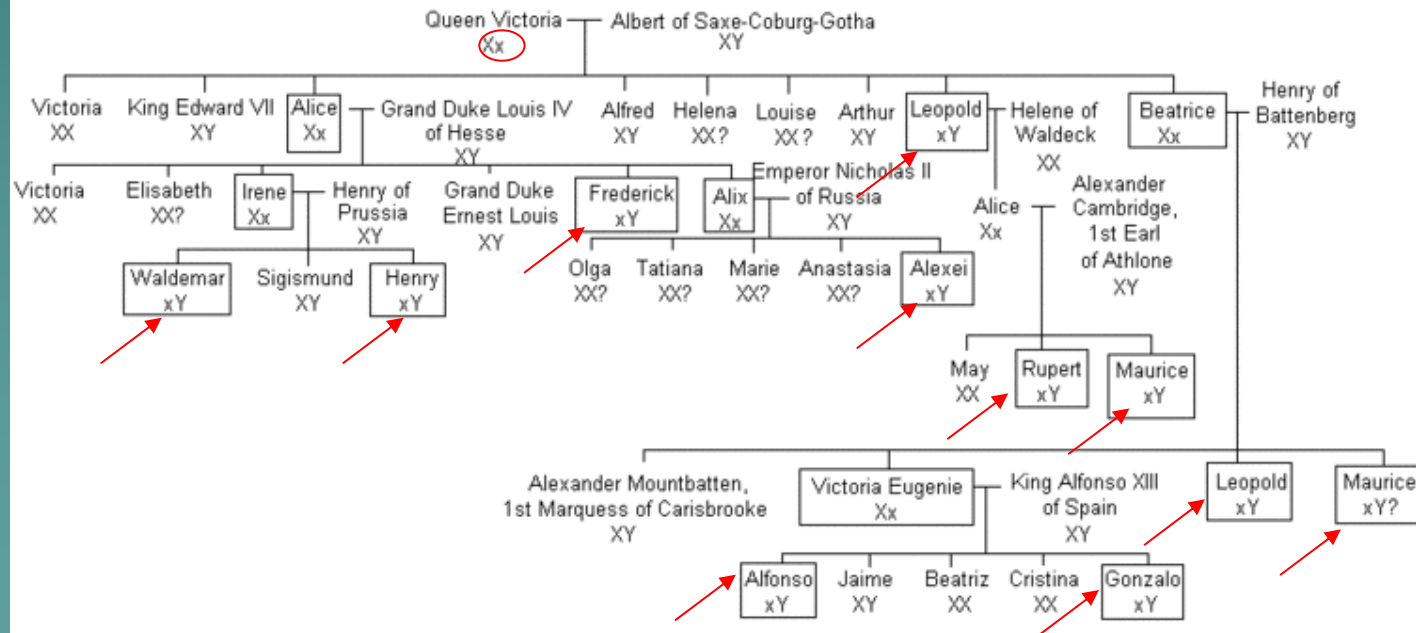 Queen Victoria
Xx
Albert of Saxe-Coburg-Gotha
XY
Victoria
XX
King Edward VII
XY
Alice
Xx
Grand Duke Louis IV
of Hesse
XY
Alfred
XY
Helena
XX?
Louise
XX?
Arthur
XY
Leopold
xY
Helene of
Waldeck
XX
Beatrice
Xx
Henry of
Battenberg
XY
Victoria
XX
Elisabeth
XX?
Irene
Xx
Henry of
Prussia
XY
Grand Duke
Ernest Louis
XY
Frederick
xY
Alix
Xx
Emperor Nicholas II
of Russia
XY
Alice
Xx
Alexander
Cambridge,
1st Earl
of Athlone
XY
Waldemar
xY
Sigismund
XY
Henry
xY
Olga
XX?
Tatiana
XX?
Marie
XX?
Anastasia
XX?
Alexei
xY
May
XX
Rupert
xY
Maurice
xY
Alexander Mountbatten,
1st Marquess of Carisbrooke
XY
Victoria Eugenie
Xx
King Alfonso XIII
of Spain
XY
Leopold
xY
Maurice
xY?
Alfonso
xY
Jaime
XY
Beatriz
XX
Cristina
XX
Gonzalo
xY